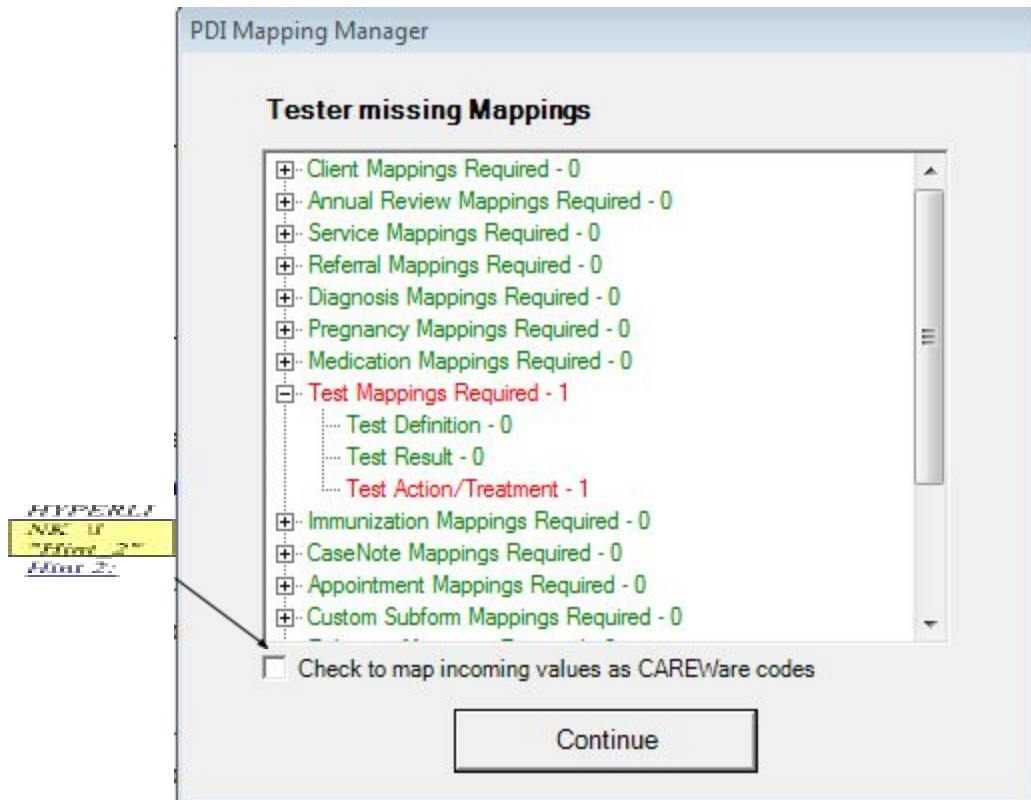 PDI Mapping Manager
Tester missing Mappings
Client Mappings Required - 0
Annual Review Mappings Required - 0
Service Mappings Required - 0
Referral Mappings Required - 0
Diagnosis Mappings Required - 0
Pregnancy Mappings Required - 0
Medication Mappings Required - 0
Test Mappings Required - 1
Test Definition - 0
Test Result - 0
Test Action/Treatment - 1
Immunization Mappings Required - 0
CaseNote Mappings Required - 0
Appointment Mappings Required - 0
Custom Subform Mappings Required - 0
HYPERLI
NK \l
"Hint_2"
Hint 2:
Check to map incoming values as CAREWare codes
Continue